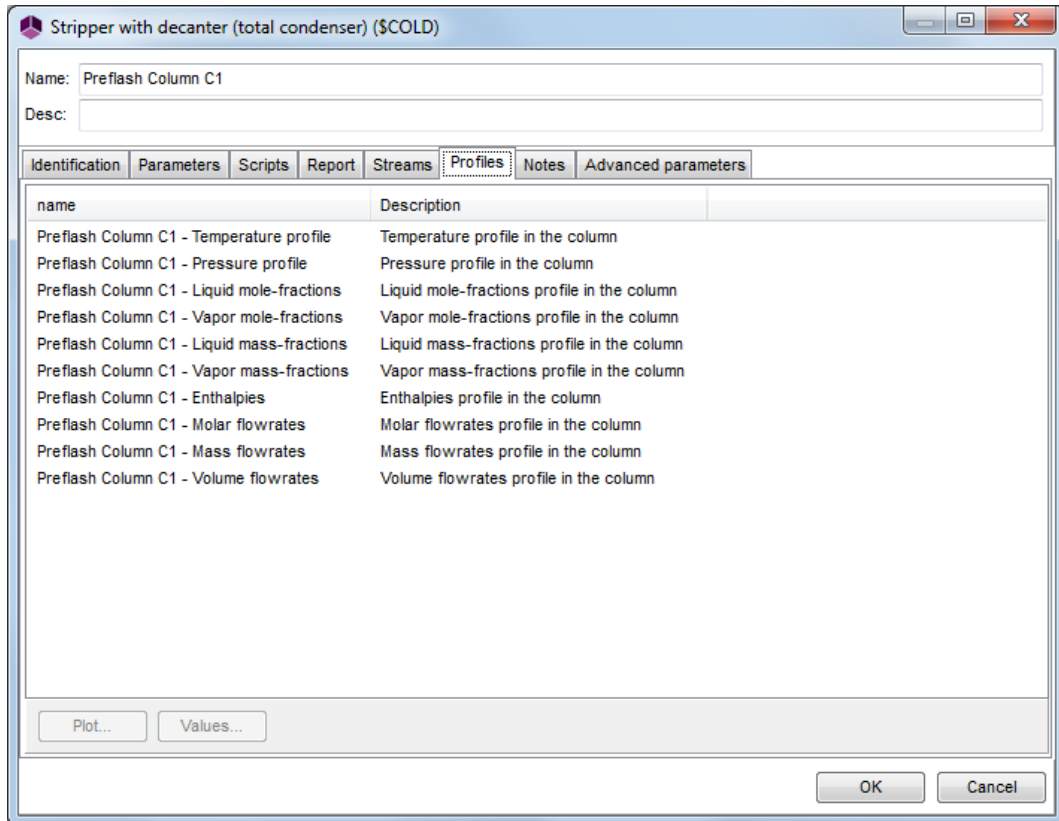 Stripper with decanter (total condenser) ($COLD)
Name: Preflash Column C1
Desc:
Identification Parameters Scripts Report Streams Profiles Notes Advanced parameters
name Description
Preflash Column C1 - Temperature profile Temperature profile in the column
Preflash Column C1 - Pressure profile Pressure profile in the column
Preflash Column C1 - Liquid mole-fractions Liquid mole-fractions profile in the column
Preflash Column C1 - Vapor mole-fractions Vapor mole-fractions profile in the column
Preflash Column C1 - Liquid mass-fractions Liquid mass-fractions profile in the column
Preflash Column C1 - Vapor mass-fractions Vapor mass-fractions profile in the column
Preflash Column C1 - Enthalpies Enthalpies profile in the column
Preflash Column C1 - Molar flowrates Molar flowrates profile in the column
Preflash Column C1 - Mass flowrates Mass flowrates profile in the column
Preflash Column C1 - Volume flowrates Volume flowrates profile in the column
Plot... Values...
OK Cancel